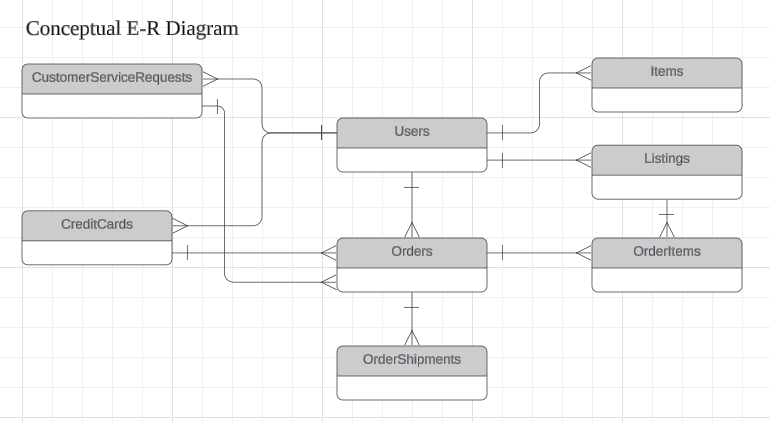 Conceptual E-R Diagram
CustomerServiceRequests
Items
Users
Listings
CreditCards
Orders
OrderItems
OrderShipments